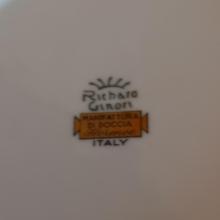 Richard
Ginori
MANIFATTURA
DI DOCCIA
ITALY